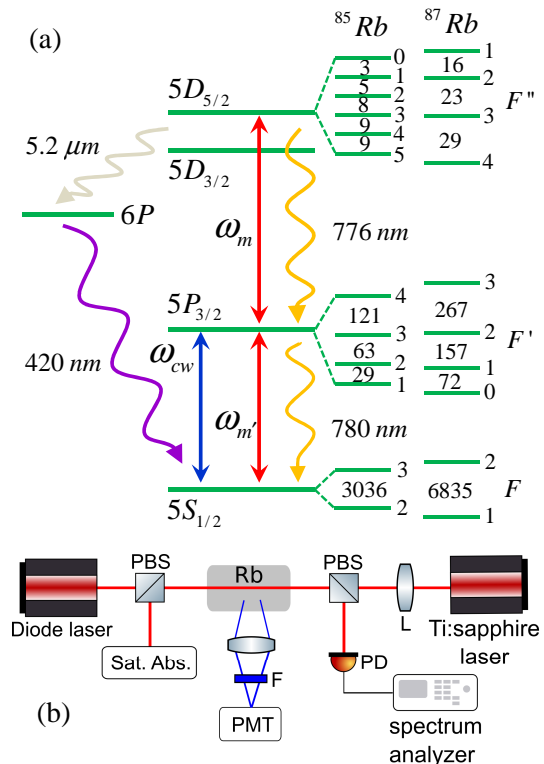 (a)
⁸⁵Rb
⁸⁷Rb
5D₅/₂
0
3
1
5
2
8
3
9
4
9
5
1
16
2
23
3
29
4
F"
5.2 μm
5D₃/₂
6P
ωₘ
776 nm
5P₃/₂
4
121
3
63
2
29
1
3
267
2
157
1
72
0
F'
420 nm
ω_cw
ωₘ'
780 nm
5S₁/₂
3
3036
2
2
6835
1
F
PBS
Rb
PBS
Diode laser
L
Ti:sapphire
laser
Sat. Abs.
F
PD
PMT
(b)
spectrum
analyzer